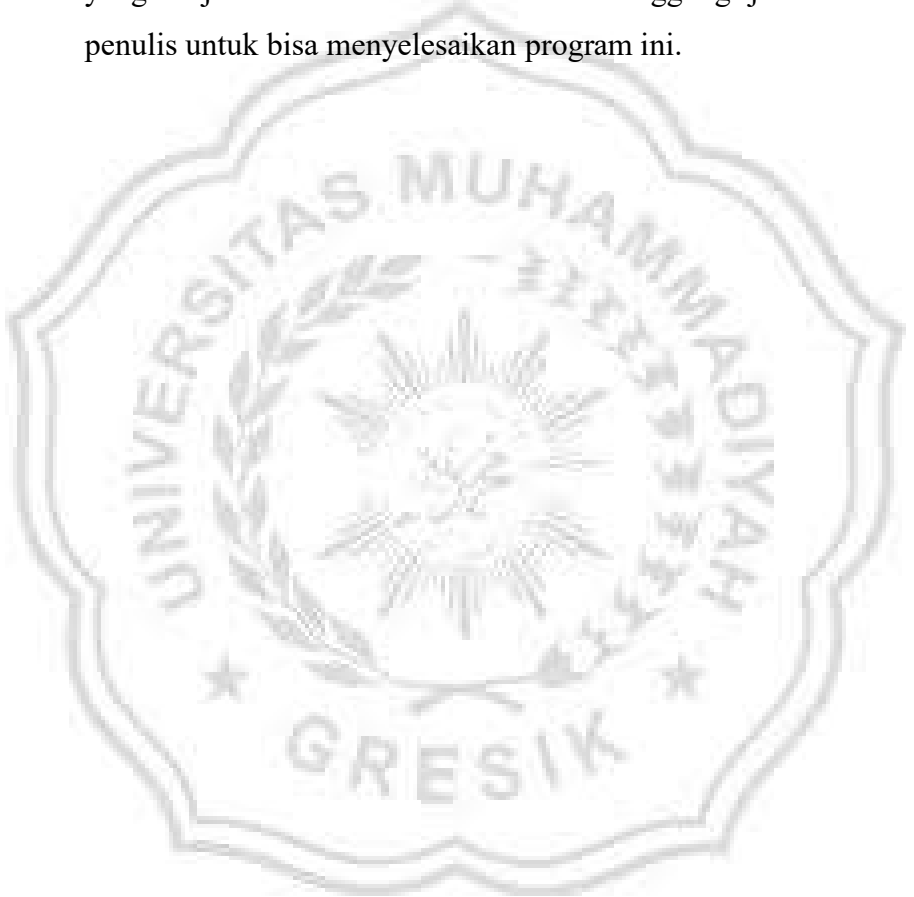 penulis untuk bisa menyelesaikan program ini.
UNIVERSITAS MUHAMMADIYAH
GRESIK